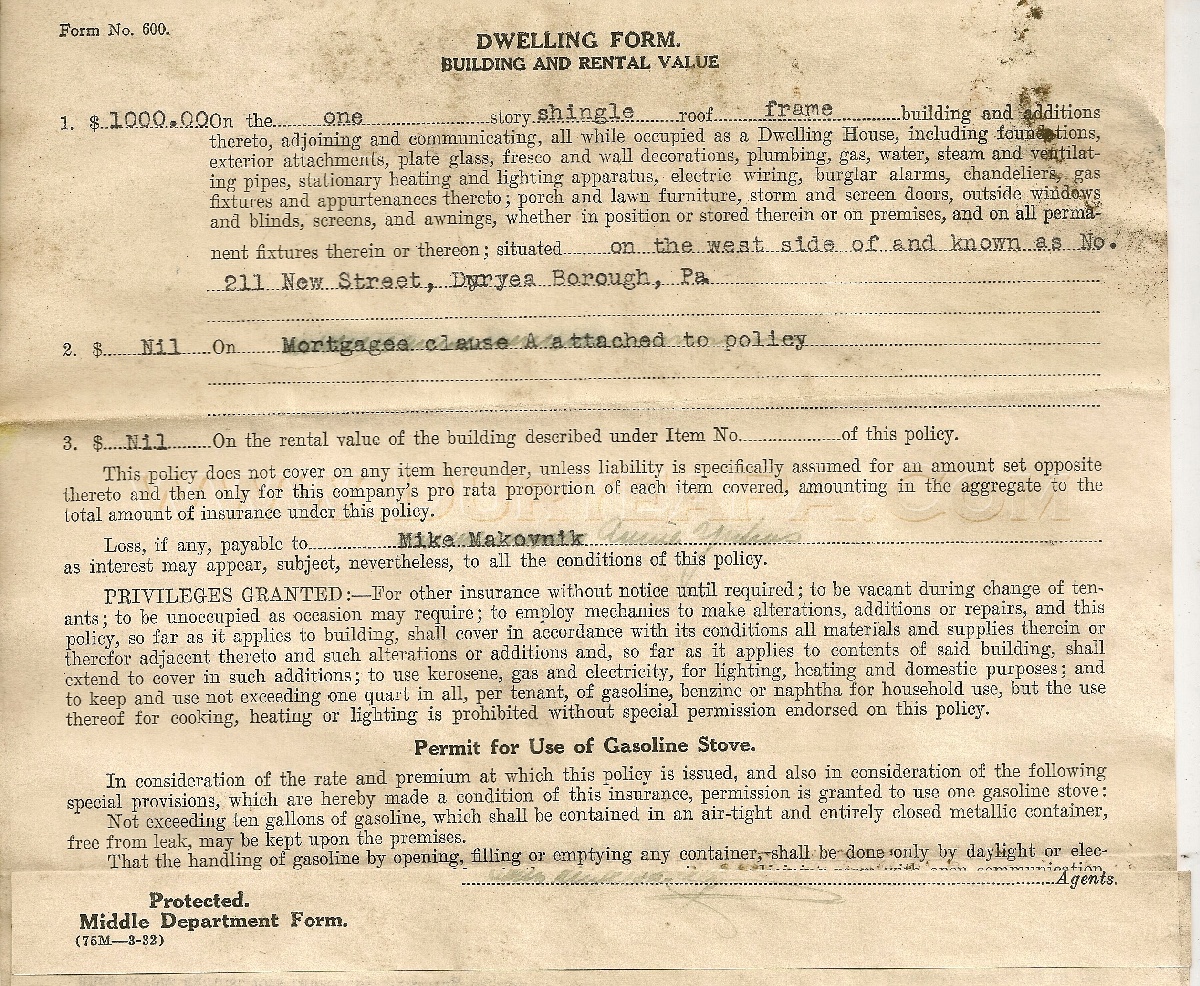 Form No. 600.
DWELLING FORM.
BUILDING AND RENTAL VALUE
1. $ 1000.00 On the one story shingle roof frame building and additions
thereto, adjoining and communicating, all while occupied as a Dwelling House, including foundations,
exterior attachments, plate glass, fresco and wall decorations, plumbing, gas, water, steam and ventilat-
ing pipes, stationary heating and lighting apparatus, electric wiring, burglar alarms, chandeliers, gas
fixtures and appurtenances thereto; porch and lawn furniture, storm and screen doors, outside windows
and blinds, screens, and awnings, whether in position or stored therein or on premises, and on all perma-
nent fixtures therein or thereon; situated on the west side of and known as No.
211 New Street, Duryea Borough, Pa
2. $ Nil On Mortgagee clause A attached to policy
3. $ Nil On the rental value of the building described under Item No. of this policy.
This policy does not cover on any item hereunder, unless liability is specifically assumed for an amount set opposite
thereto and then only for this company's pro rata proportion of each item covered, amounting in the aggregate to the
total amount of insurance under this policy.
Loss, if any, payable to Mike Makovnik Annie
as interest may appear, subject, nevertheless, to all the conditions of this policy.
PRIVILEGES GRANTED:—For other insurance without notice until required; to be vacant during change of ten-
ants; to be unoccupied as occasion may require; to employ mechanics to make alterations, additions or repairs, and this
policy, so far as it applies to building, shall cover in accordance with its conditions all materials and supplies therein or
therefor adjacent thereto and such alterations or additions and, so far as it applies to contents of said building, shall
extend to cover in such additions; to use kerosene, gas and electricity, for lighting, heating and domestic purposes; and
to keep and use not exceeding one quart in all, per tenant, of gasoline, benzine or naphtha for household use, but the use
thereof for cooking, heating or lighting is prohibited without special permission endorsed on this policy.
Permit for Use of Gasoline Stove.
In consideration of the rate and premium at which this policy is issued, and also in consideration of the following
special provisions, which are hereby made a condition of this insurance, permission is granted to use one gasoline stove:
Not exceeding ten gallons of gasoline, which shall be contained in an air-tight and entirely closed metallic container,
free from leak, may be kept upon the premises.
That the handling of gasoline by opening, filling or emptying any container, shall be done only by daylight or elec-
Agents.
Protected.
Middle Department Form.
(75M—3-32)